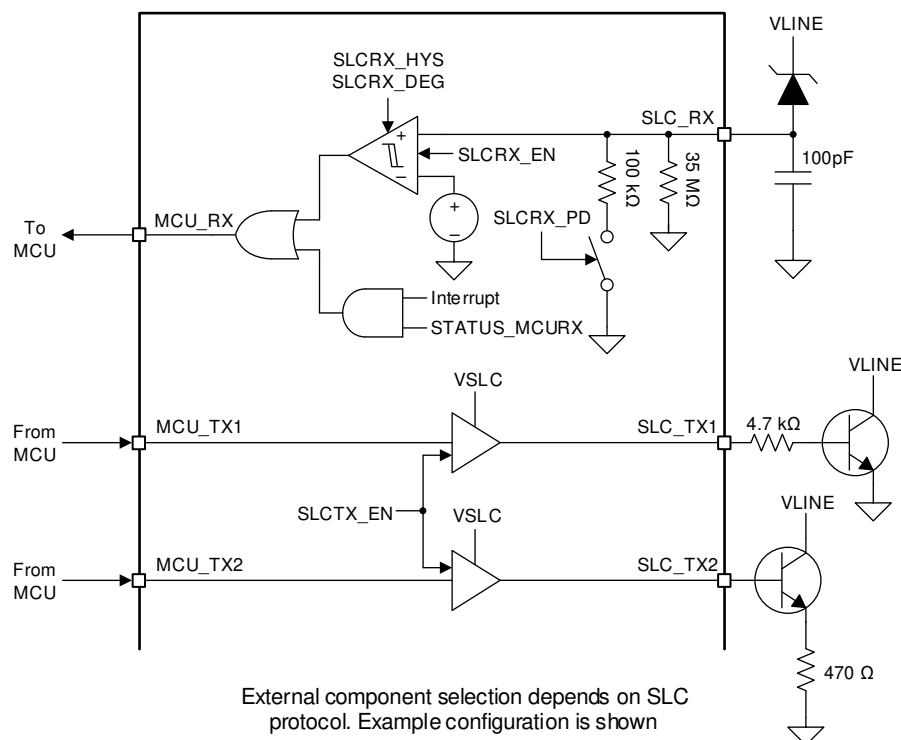 VLINE
SLCRX_HYS
SLCRX_DEG
SLC_RX
SLCRX_EN
100 kΩ
35 MΩ
100pF
+
−
+
−
SLCRX_PD
To
MCU
MCU_RX
Interrupt
STATUS_MCURX
VLINE
VSLC
From
MCU
MCU_TX1
SLC_TX1
4.7 kΩ
SLCTX_EN
VSLC
VLINE
From
MCU
MCU_TX2
SLC_TX2
470 Ω
External component selection depends on SLC
protocol. Example configuration is shown